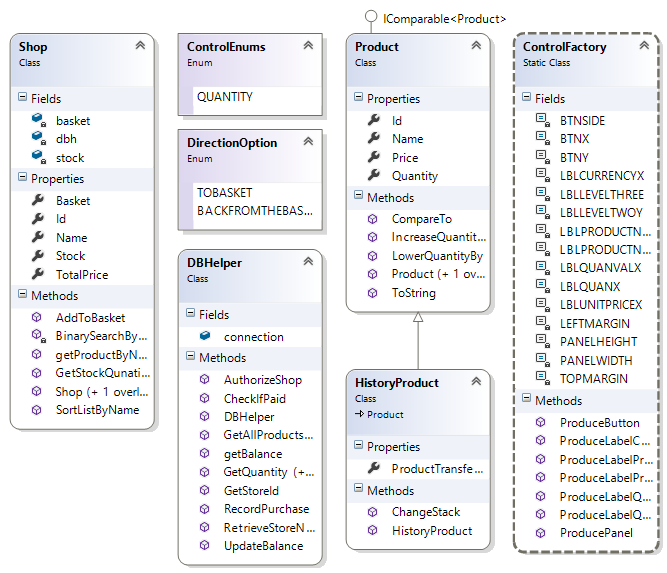 IComparable<Product>
Shop
Class
Fields
basket
dbh
stock
Properties
Basket
Id
Name
Stock
TotalPrice
Methods
AddToBasket
BinarySearchBy...
getProductByN...
GetStockQunati...
Shop (+ 1 overl...
SortListByName
ControlEnums
Enum
QUANTITY
DirectionOption
Enum
TOBASKET
BACKFROMTHEBAS...
DBHelper
Class
Fields
connection
Methods
AuthorizeShop
CheckIfPaid
DBHelper
GetAllProducts...
getBalance
GetQuantity (+...
GetStoreId
RecordPurchase
RetrieveStoreN...
UpdateBalance
Product
Class
Properties
Id
Name
Price
Quantity
Methods
CompareTo
IncreaseQuantit...
LowerQuantityBy
Product (+ 1 ov...
ToString
HistoryProduct
Class
Product
Properties
ProductTransfe...
Methods
ChangeStack
HistoryProduct
ControlFactory
Static Class
Fields
BTNSIDE
BTNX
BTNY
LBLCURRENCYX
LBLLEVELTHREE
LBLLEVELTWOY
LBLPRODUCTN...
LBLPRODUCTN...
LBLQUANVALX
LBLQUANX
LBLUNITPRICEX
LEFTMARGIN
PANELHEIGHT
PANELWIDTH
TOPMARGIN
Methods
ProduceButton
ProduceLabelC...
ProduceLabelPr...
ProduceLabelPr...
ProduceLabelQ...
ProduceLabelQ...
ProducePanel